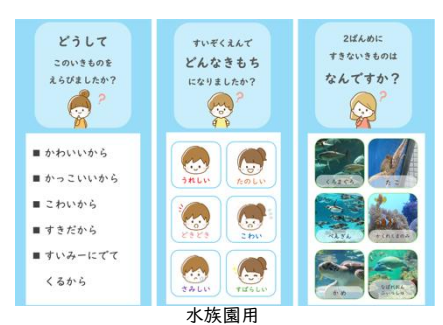 どうして
このいきものを
えらびましたか？
?
■ かわいいから
■ かっこいいから
■ こわいから
■ すきだから
■ すいみーにでて
くるから
すいぞくえんで
どんなきもち
になりましたか？
?
うれしい
たのしい
どきどき
こわい
さみしい
すばらしい
2ばんめに
すきないきものは
なんですか？
?
くろまぐろ
たこ
ぺんぎん
かめ
水族園用